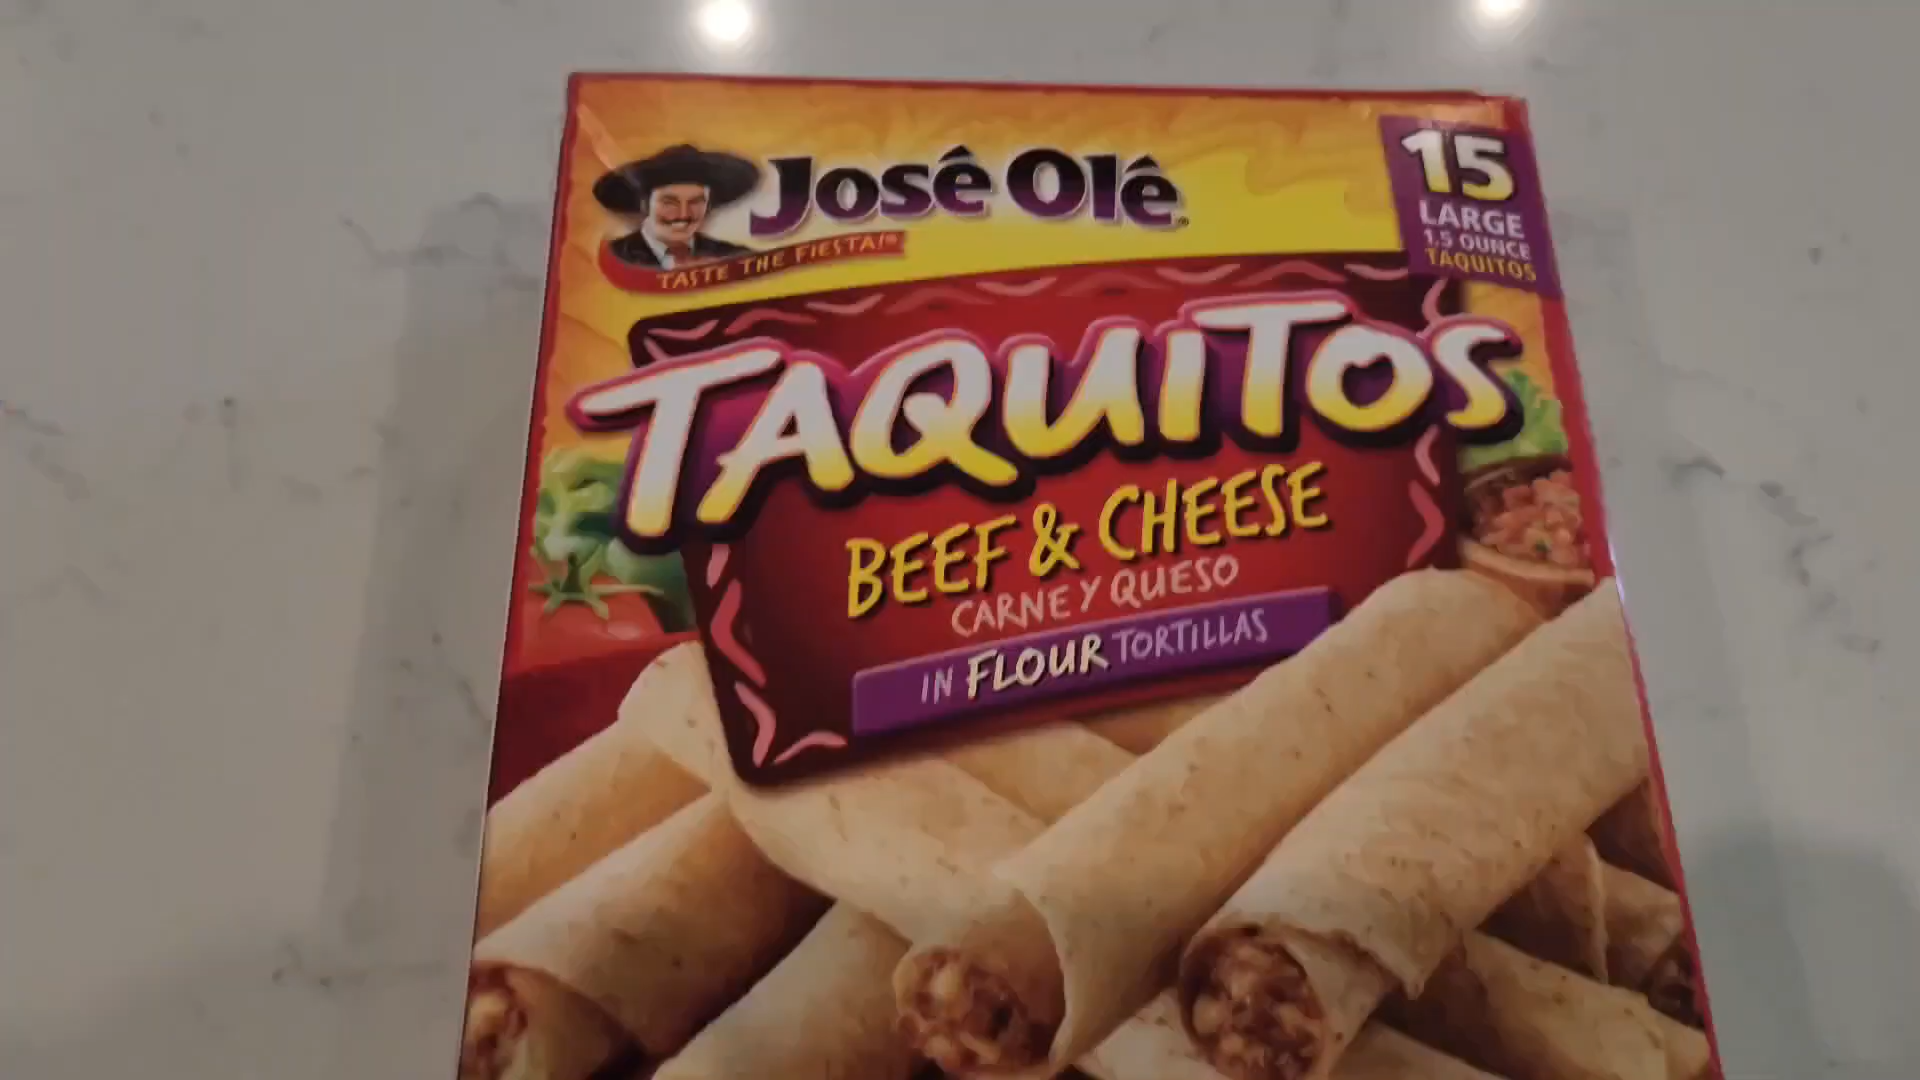 José Olé®
TASTE THE FIESTA!®
15
LARGE
1.5 OUNCE
TAQUITOS
TAQUITOS
BEEF & CHEESE
CARNE Y QUESO
IN FLOUR TORTILLAS